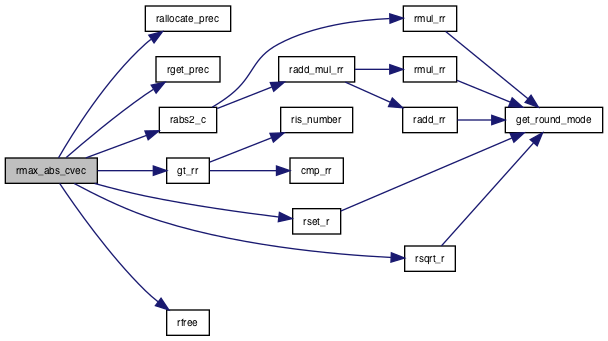 rallocate_prec
rmul_rr
rget_prec
radd_mul_rr
rmul_rr
rabs2_c
ris_number
radd_rr
get_round_mode
rmax_abs_cvec
gt_rr
cmp_rr
rset_r
rsqrt_r
rfree